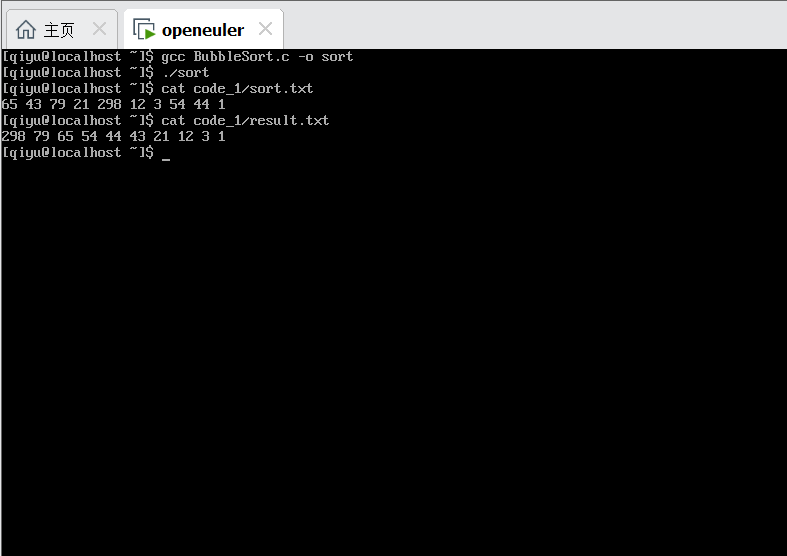 主页
openeuler
[qiyu@localhost ~]$ gcc BubbleSort.c -o sort
[qiyu@localhost ~]$ ./sort
[qiyu@localhost ~]$ cat code_1/sort.txt
65 43 79 21 298 12 3 54 44 1
[qiyu@localhost ~]$ cat code_1/result.txt
298 79 65 54 44 43 21 12 3 1
[qiyu@localhost ~]$ _